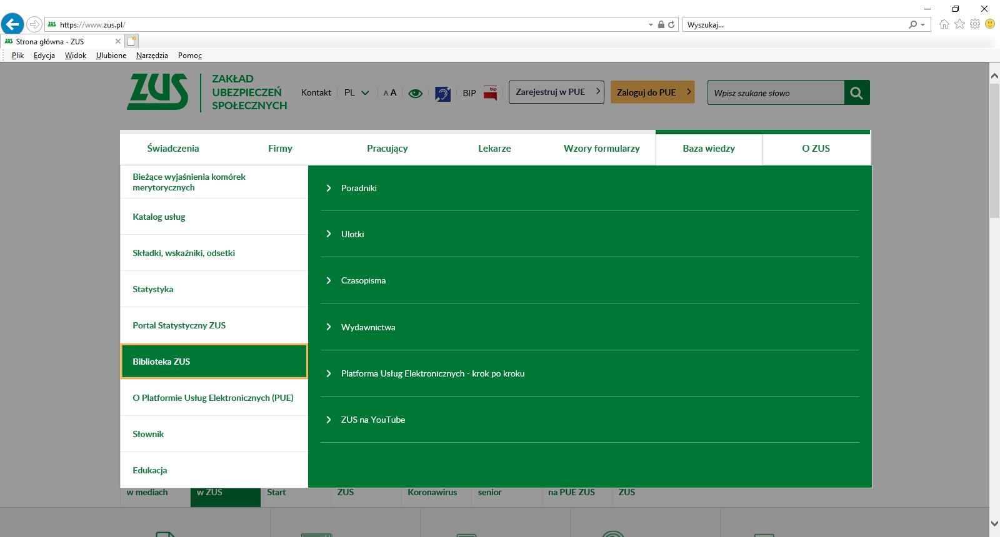 https://www.zus.pl/
Wyszukaj...
ZUS Strona główna - ZUS
Plik Edycja Widok Ulubione Narzędzia Pomoc
ZUS
ZAKŁAD
UBEZPIECZEŃ
SPOŁECZNYCH
Kontakt PL A A BIP bip Zarejestruj w PUE Zaloguj do PUE Wpisz szukane słowo
Świadczenia Firmy Pracujący Lekarze Wzory formularzy Baza wiedzy O ZUS
Bieżące wyjaśnienia komórek
merytorycznych
Katalog usług
Składki, wskaźniki, odsetki
Statystyka
Portal Statystyczny ZUS
Biblioteka ZUS
O Platformie Usług Elektronicznych (PUE)
Słownik
Edukacja
Poradniki
Ulotki
Czasopisma
Wydawnictwa
Platforma Usług Elektronicznych - krok po kroku
ZUS na YouTube
w mediach w ZUS Start ZUS Koronawirus senior na PUE ZUS ZUS